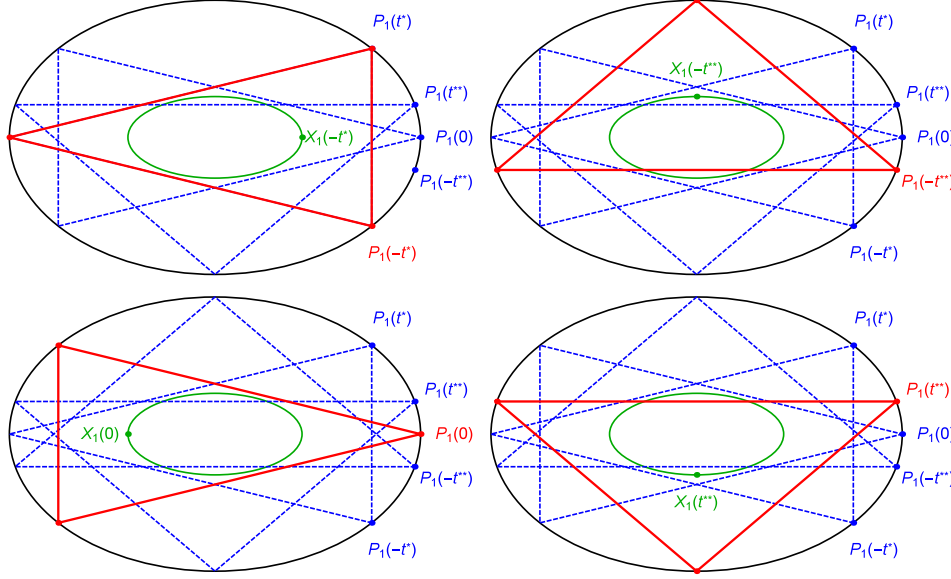 P₁(t*)
P₁(t**)
X₁(-t*)
P₁(0)
P₁(-t**)
P₁(-t*)
P₁(t*)
X₁(-t**)
P₁(t**)
P₁(0)
P₁(-t**)
P₁(-t*)
P₁(t*)
P₁(t**)
X₁(0)
P₁(0)
P₁(-t**)
P₁(-t*)
P₁(t*)
P₁(t**)
P₁(0)
P₁(-t**)
X₁(t**)
P₁(-t*)